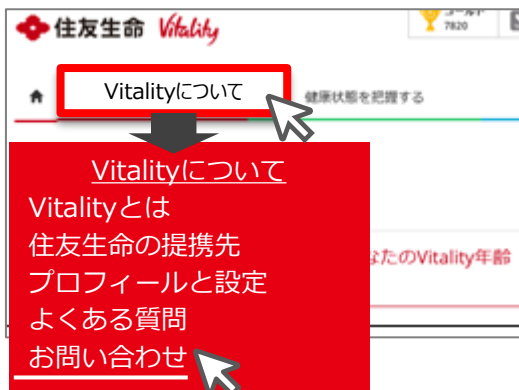 住友生命 Vitality
ゴールド
7820
Vitalityについて
健康状態を把握する
Vitalityについて
Vitalityとは
住友生命の提携先
プロフィールと設定
よくある質問
お問い合わせ
なたのVitality年齢